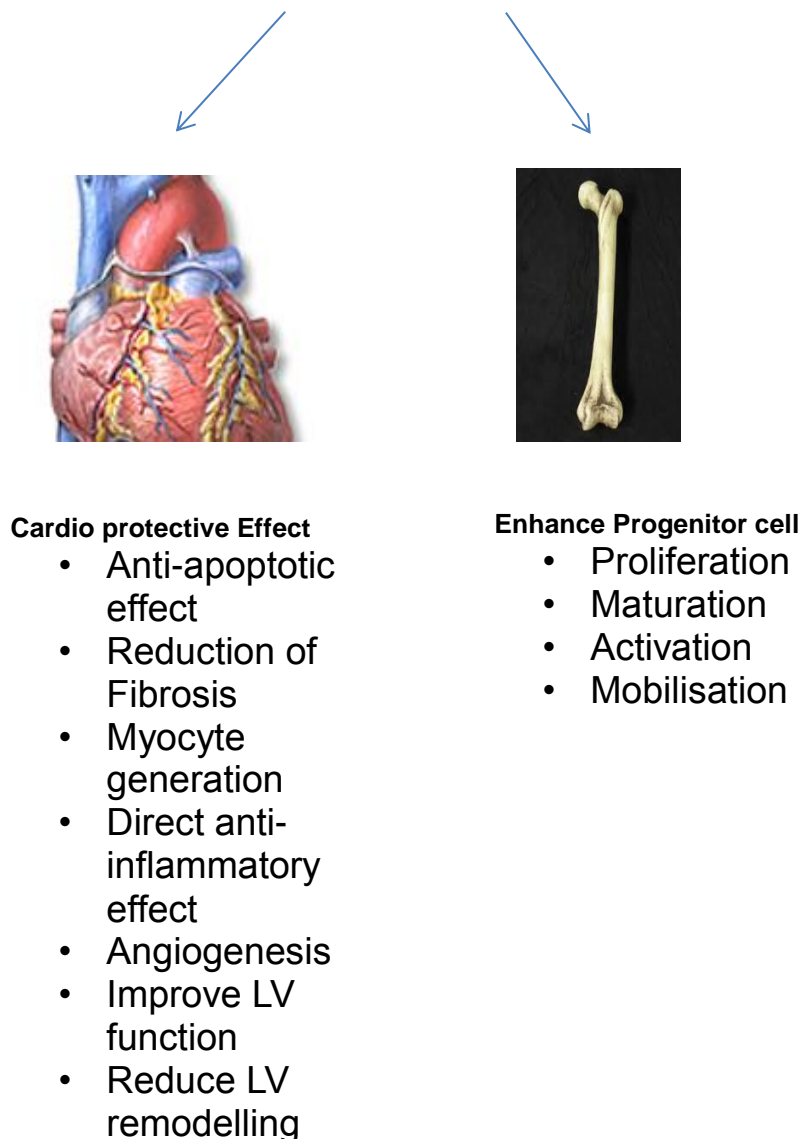 Cardio protective Effect
• Anti-apoptotic
effect
• Reduction of
Fibrosis
• Myocyte
generation
• Direct anti-
inflammatory
effect
• Angiogenesis
• Improve LV
function
• Reduce LV
remodelling
Enhance Progenitor cell
• Proliferation
• Maturation
• Activation
• Mobilisation